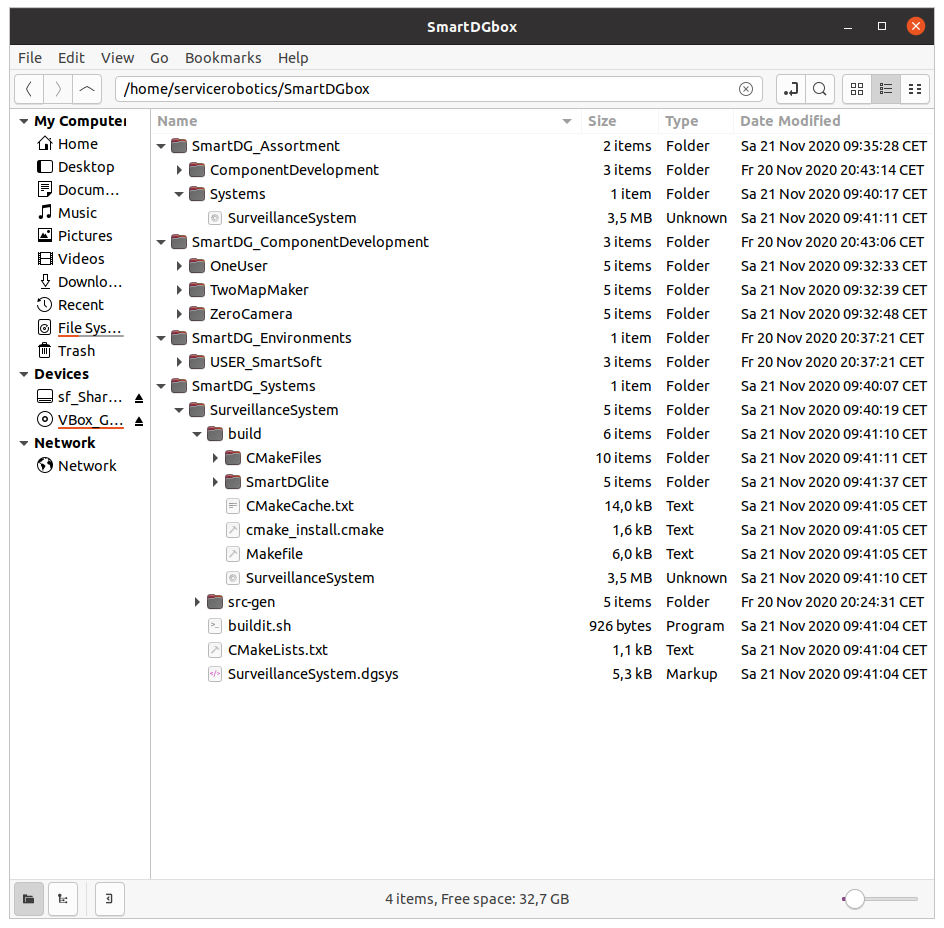 SmartDGbox
File Edit View Go Bookmarks Help
/home/servicerobotics/SmartDGbox
My Computer
Home
Desktop
Docum...
Music
Pictures
Videos
Downlo...
Recent
File Sys...
Trash
Devices
sf_Shar...
VBox_G...
Network
Network
Name Size Type Date Modified
SmartDG_Assortment 2 items Folder Sa 21 Nov 2020 09:35:28 CET
ComponentDevelopment 3 items Folder Fr 20 Nov 2020 20:43:14 CET
Systems 1 item Folder Sa 21 Nov 2020 09:40:17 CET
SurveillanceSystem 3,5 MB Unknown Sa 21 Nov 2020 09:41:11 CET
SmartDG_ComponentDevelopment 3 items Folder Fr 20 Nov 2020 20:43:06 CET
OneUser 5 items Folder Sa 21 Nov 2020 09:32:33 CET
TwoMapMaker 5 items Folder Sa 21 Nov 2020 09:32:39 CET
ZeroCamera 5 items Folder Sa 21 Nov 2020 09:32:48 CET
SmartDG_Environments 1 item Folder Fr 20 Nov 2020 20:37:21 CET
USER_SmartSoft 3 items Folder Fr 20 Nov 2020 20:37:21 CET
SmartDG_Systems 1 item Folder Sa 21 Nov 2020 09:40:07 CET
SurveillanceSystem 5 items Folder Sa 21 Nov 2020 09:40:19 CET
build 6 items Folder Sa 21 Nov 2020 09:41:10 CET
CMakeFiles 10 items Folder Sa 21 Nov 2020 09:41:11 CET
SmartDGlite 5 items Folder Sa 21 Nov 2020 09:41:37 CET
CMakeCache.txt 14,0 kB Text Sa 21 Nov 2020 09:41:05 CET
cmake_install.cmake 1,6 kB Text Sa 21 Nov 2020 09:41:05 CET
Makefile 6,0 kB Text Sa 21 Nov 2020 09:41:05 CET
SurveillanceSystem 3,5 MB Unknown Sa 21 Nov 2020 09:41:10 CET
src-gen 5 items Folder Fr 20 Nov 2020 20:24:31 CET
buildit.sh 926 bytes Program Sa 21 Nov 2020 09:41:04 CET
CMakeLists.txt 1,1 kB Text Sa 21 Nov 2020 09:41:04 CET
SurveillanceSystem.dgsys 5,3 kB Markup Sa 21 Nov 2020 09:41:04 CET
4 items, Free space: 32,7 GB